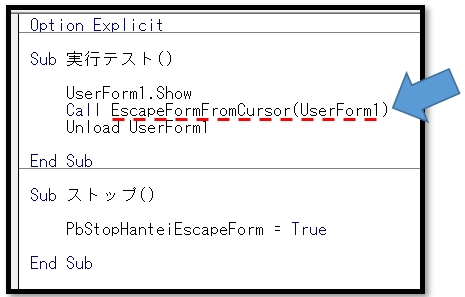 Option Explicit
Sub 実行テスト()
UserForm1.Show
Call EscapeFormFromCursor(UserForm1)
Unload UserForm1
End Sub
Sub ストップ()
PbStopHanteiEscapeForm = True
End Sub